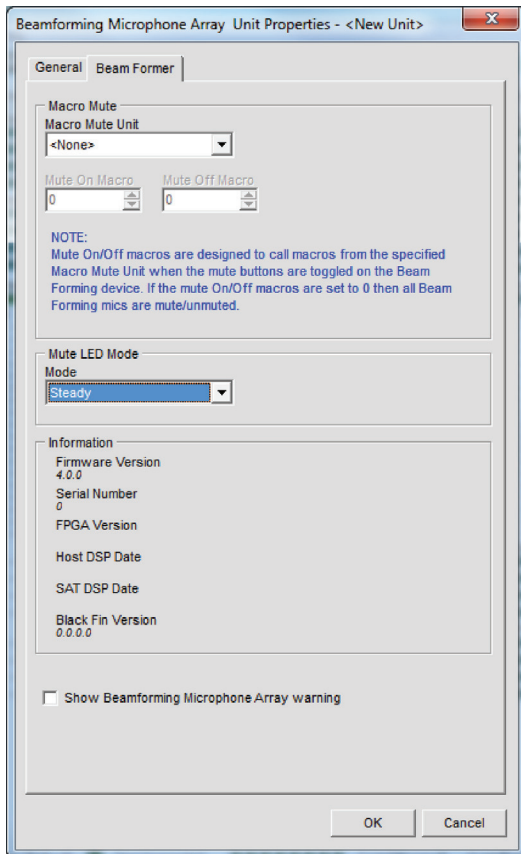 Beamforming Microphone Array Unit Properties - <New Unit>
General Beam Former
Macro Mute
Macro Mute Unit
<None>
Mute On Macro Mute Off Macro
0 0
NOTE:
Mute On/Off macros are designed to call macros from the specified
Macro Mute Unit when the mute buttons are toggled on the Beam
Forming device. If the mute On/Off macros are set to 0 then all Beam
Forming mics are mute/unmuted.
Mute LED Mode
Mode
Steady
Information
Firmware Version
4.0.0
Serial Number
0
FPGA Version
Host DSP Date
SAT DSP Date
Black Fin Version
0.0.0.0
Show Beamforming Microphone Array warning
OK Cancel